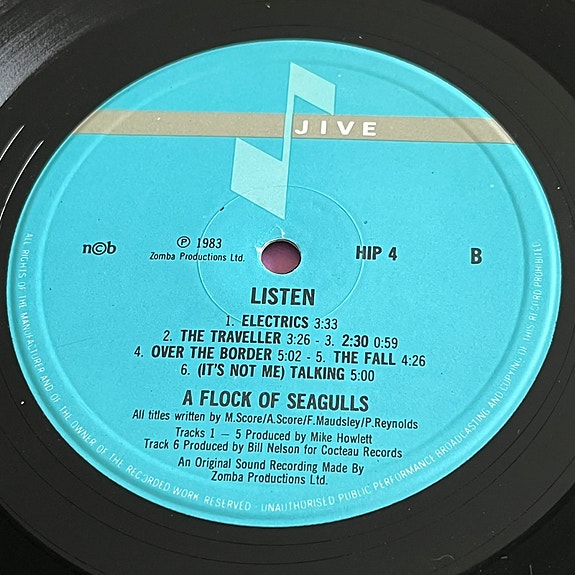 JIVE
n©b
℗ 1983
Zomba Productions Ltd.
HIP 4
B
LISTEN
1. ELECTRICS 3:33
2. THE TRAVELLER 3:26 - 3. 2:30 0:59
4. OVER THE BORDER 5:02 - 5. THE FALL 4:26
6. (IT'S NOT ME) TALKING 5:00
A FLOCK OF SEAGULLS
All titles written by M.Score/A.Score/F.Maudsley/P.Reynolds
Tracks 1 — 5 Produced by Mike Howlett
Track 6 Produced by Bill Nelson for Cocteau Records
An Original Sound Recording Made By
Zomba Productions Ltd.
ALL RIGHTS OF THE MANUFACTURER AND OF THE OWNER OF THE RECORDED WORK RESERVED - UNAUTHORISED PUBLIC PERFORMANCE BROADCASTING AND COPYING OF THIS RECORD PROHIBITED